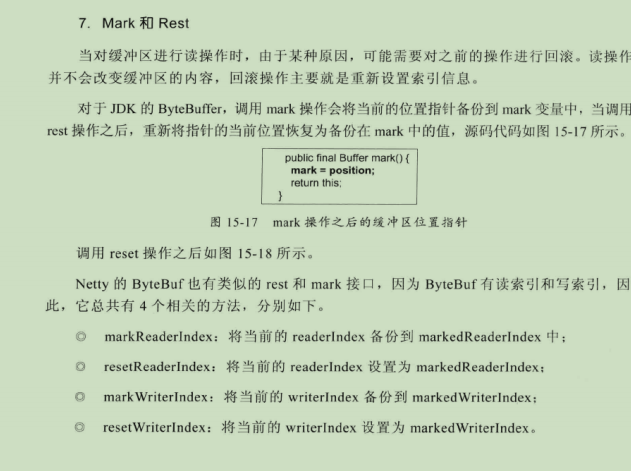 7. Mark 和 Rest
当对缓冲区进行读操作时，由于某种原因，可能需要对之前的操作进行回滚。读操作
并不会改变缓冲区的内容，回滚操作主要就是重新设置索引信息。
对于 JDK 的 ByteBuffer，调用 mark 操作会将当前的位置指针备份到 mark 变量中，当调用
rest 操作之后，重新将指针的当前位置恢复为备份在 mark 中的值，源码代码如图 15-17 所示。
public final Buffer mark() {
mark = position;
return this;
}
图 15-17 mark 操作之后的缓冲区位置指针
调用 reset 操作之后如图 15-18 所示。
Netty 的 ByteBuf 也有类似的 rest 和 mark 接口，因为 ByteBuf 有读索引和写索引，因
此，它总共有 4 个相关的方法，分别如下。
◎ markReaderIndex：将当前的 readerIndex 备份到 markedReaderIndex 中；
◎ resetReaderIndex：将当前的 readerIndex 设置为 markedReaderIndex；
◎ markWriterIndex：将当前的 writerIndex 备份到 markedWriterIndex；
◎ resetWriterIndex：将当前的 writerIndex 设置为 markedWriterIndex。